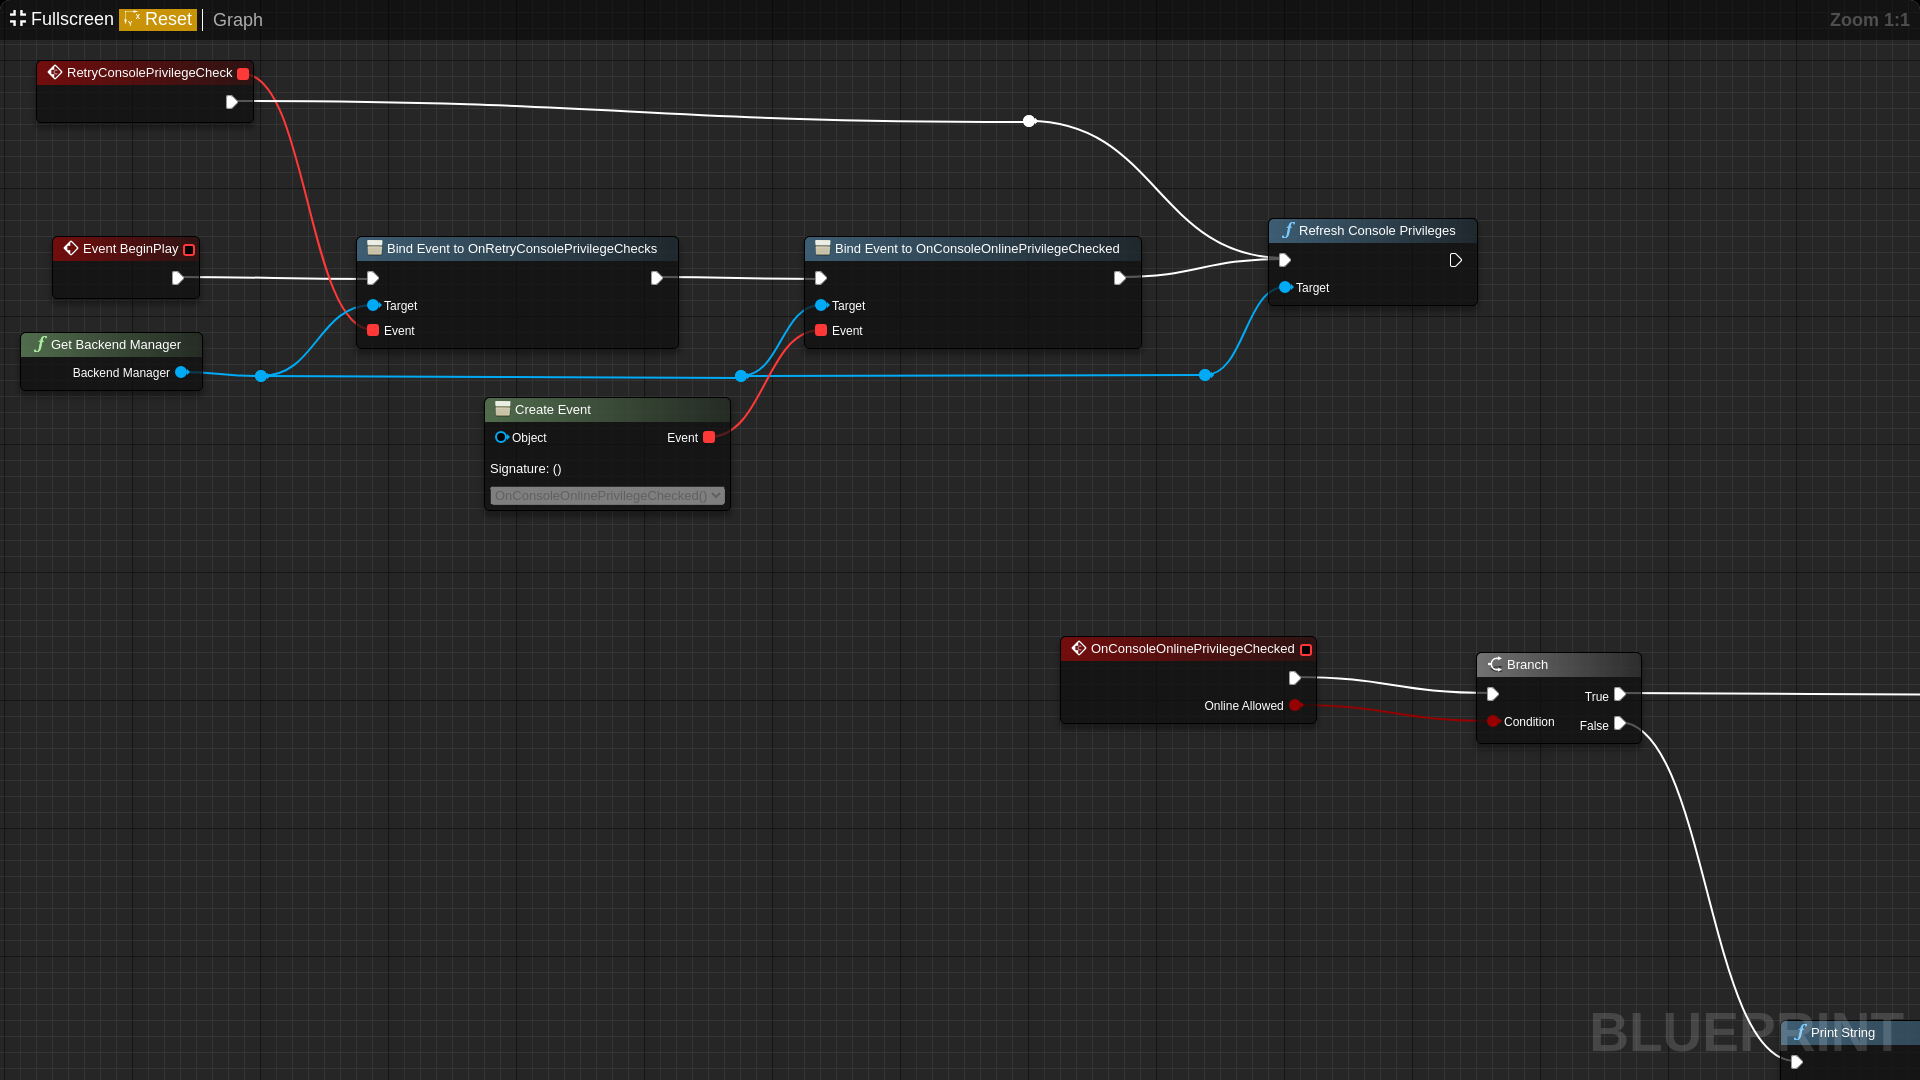 Fullscreen Reset Graph Zoom 1:1
RetryConsolePrivilegeCheck
Event BeginPlay
Bind Event to OnRetryConsolePrivilegeChecks
Target
Event
Bind Event to OnConsoleOnlinePrivilegeChecked
Target
Event
Refresh Console Privileges
Target
Get Backend Manager
Backend Manager
Create Event
Object Event
Signature: ()
OnConsoleOnlinePrivilegeChecked()
OnConsoleOnlinePrivilegeChecked
Online Allowed
Branch
True
Condition
False
BLUEPRINT
Print String